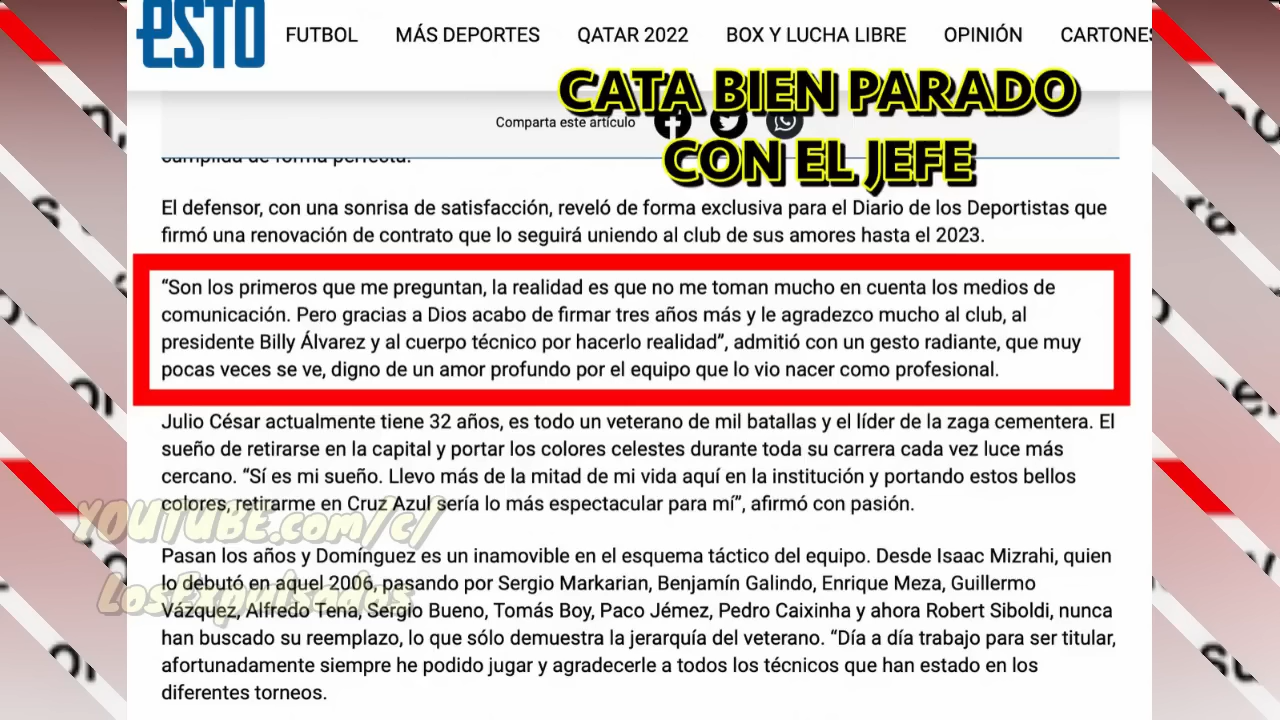 esto
FUTBOL MÁS DEPORTES QATAR 2022 BOX Y LUCHA LIBRE OPINIÓN CARTONES
CATA BIEN PARADO
CON EL JEFE
Comparta este artículo
cumplida de forma perfecta.
El defensor, con una sonrisa de satisfacción, reveló de forma exclusiva para el Diario de los Deportistas que
firmó una renovación de contrato que lo seguirá uniendo al club de sus amores hasta el 2023.
“Son los primeros que me preguntan, la realidad es que no me toman mucho en cuenta los medios de
comunicación. Pero gracias a Dios acabo de firmar tres años más y le agradezco mucho al club, al
presidente Billy Álvarez y al cuerpo técnico por hacerlo realidad”, admitió con un gesto radiante, que muy
pocas veces se ve, digno de un amor profundo por el equipo que lo vio nacer como profesional.
Julio César actualmente tiene 32 años, es todo un veterano de mil batallas y el líder de la zaga cementera. El
sueño de retirarse en la capital y portar los colores celestes durante toda su carrera cada vez luce más
cercano. “Sí es mi sueño. Llevo más de la mitad de mi vida aquí en la institución y portando estos bellos
colores, retirarme en Cruz Azul sería lo más espectacular para mí”, afirmó con pasión.
YOUTUBE.com/c/
LosExpulsados
Pasan los años y Domínguez es un inamovible en el esquema táctico del equipo. Desde Isaac Mizrahi, quien
lo debutó en aquel 2006, pasando por Sergio Markarian, Benjamín Galindo, Enrique Meza, Guillermo
Vázquez, Alfredo Tena, Sergio Bueno, Tomás Boy, Paco Jémez, Pedro Caixinha y ahora Robert Siboldi, nunca
han buscado su reemplazo, lo que sólo demuestra la jerarquía del veterano. “Día a día trabajo para ser titular,
afortunadamente siempre he podido jugar y agradecerle a todos los técnicos que han estado en los
diferentes torneos.